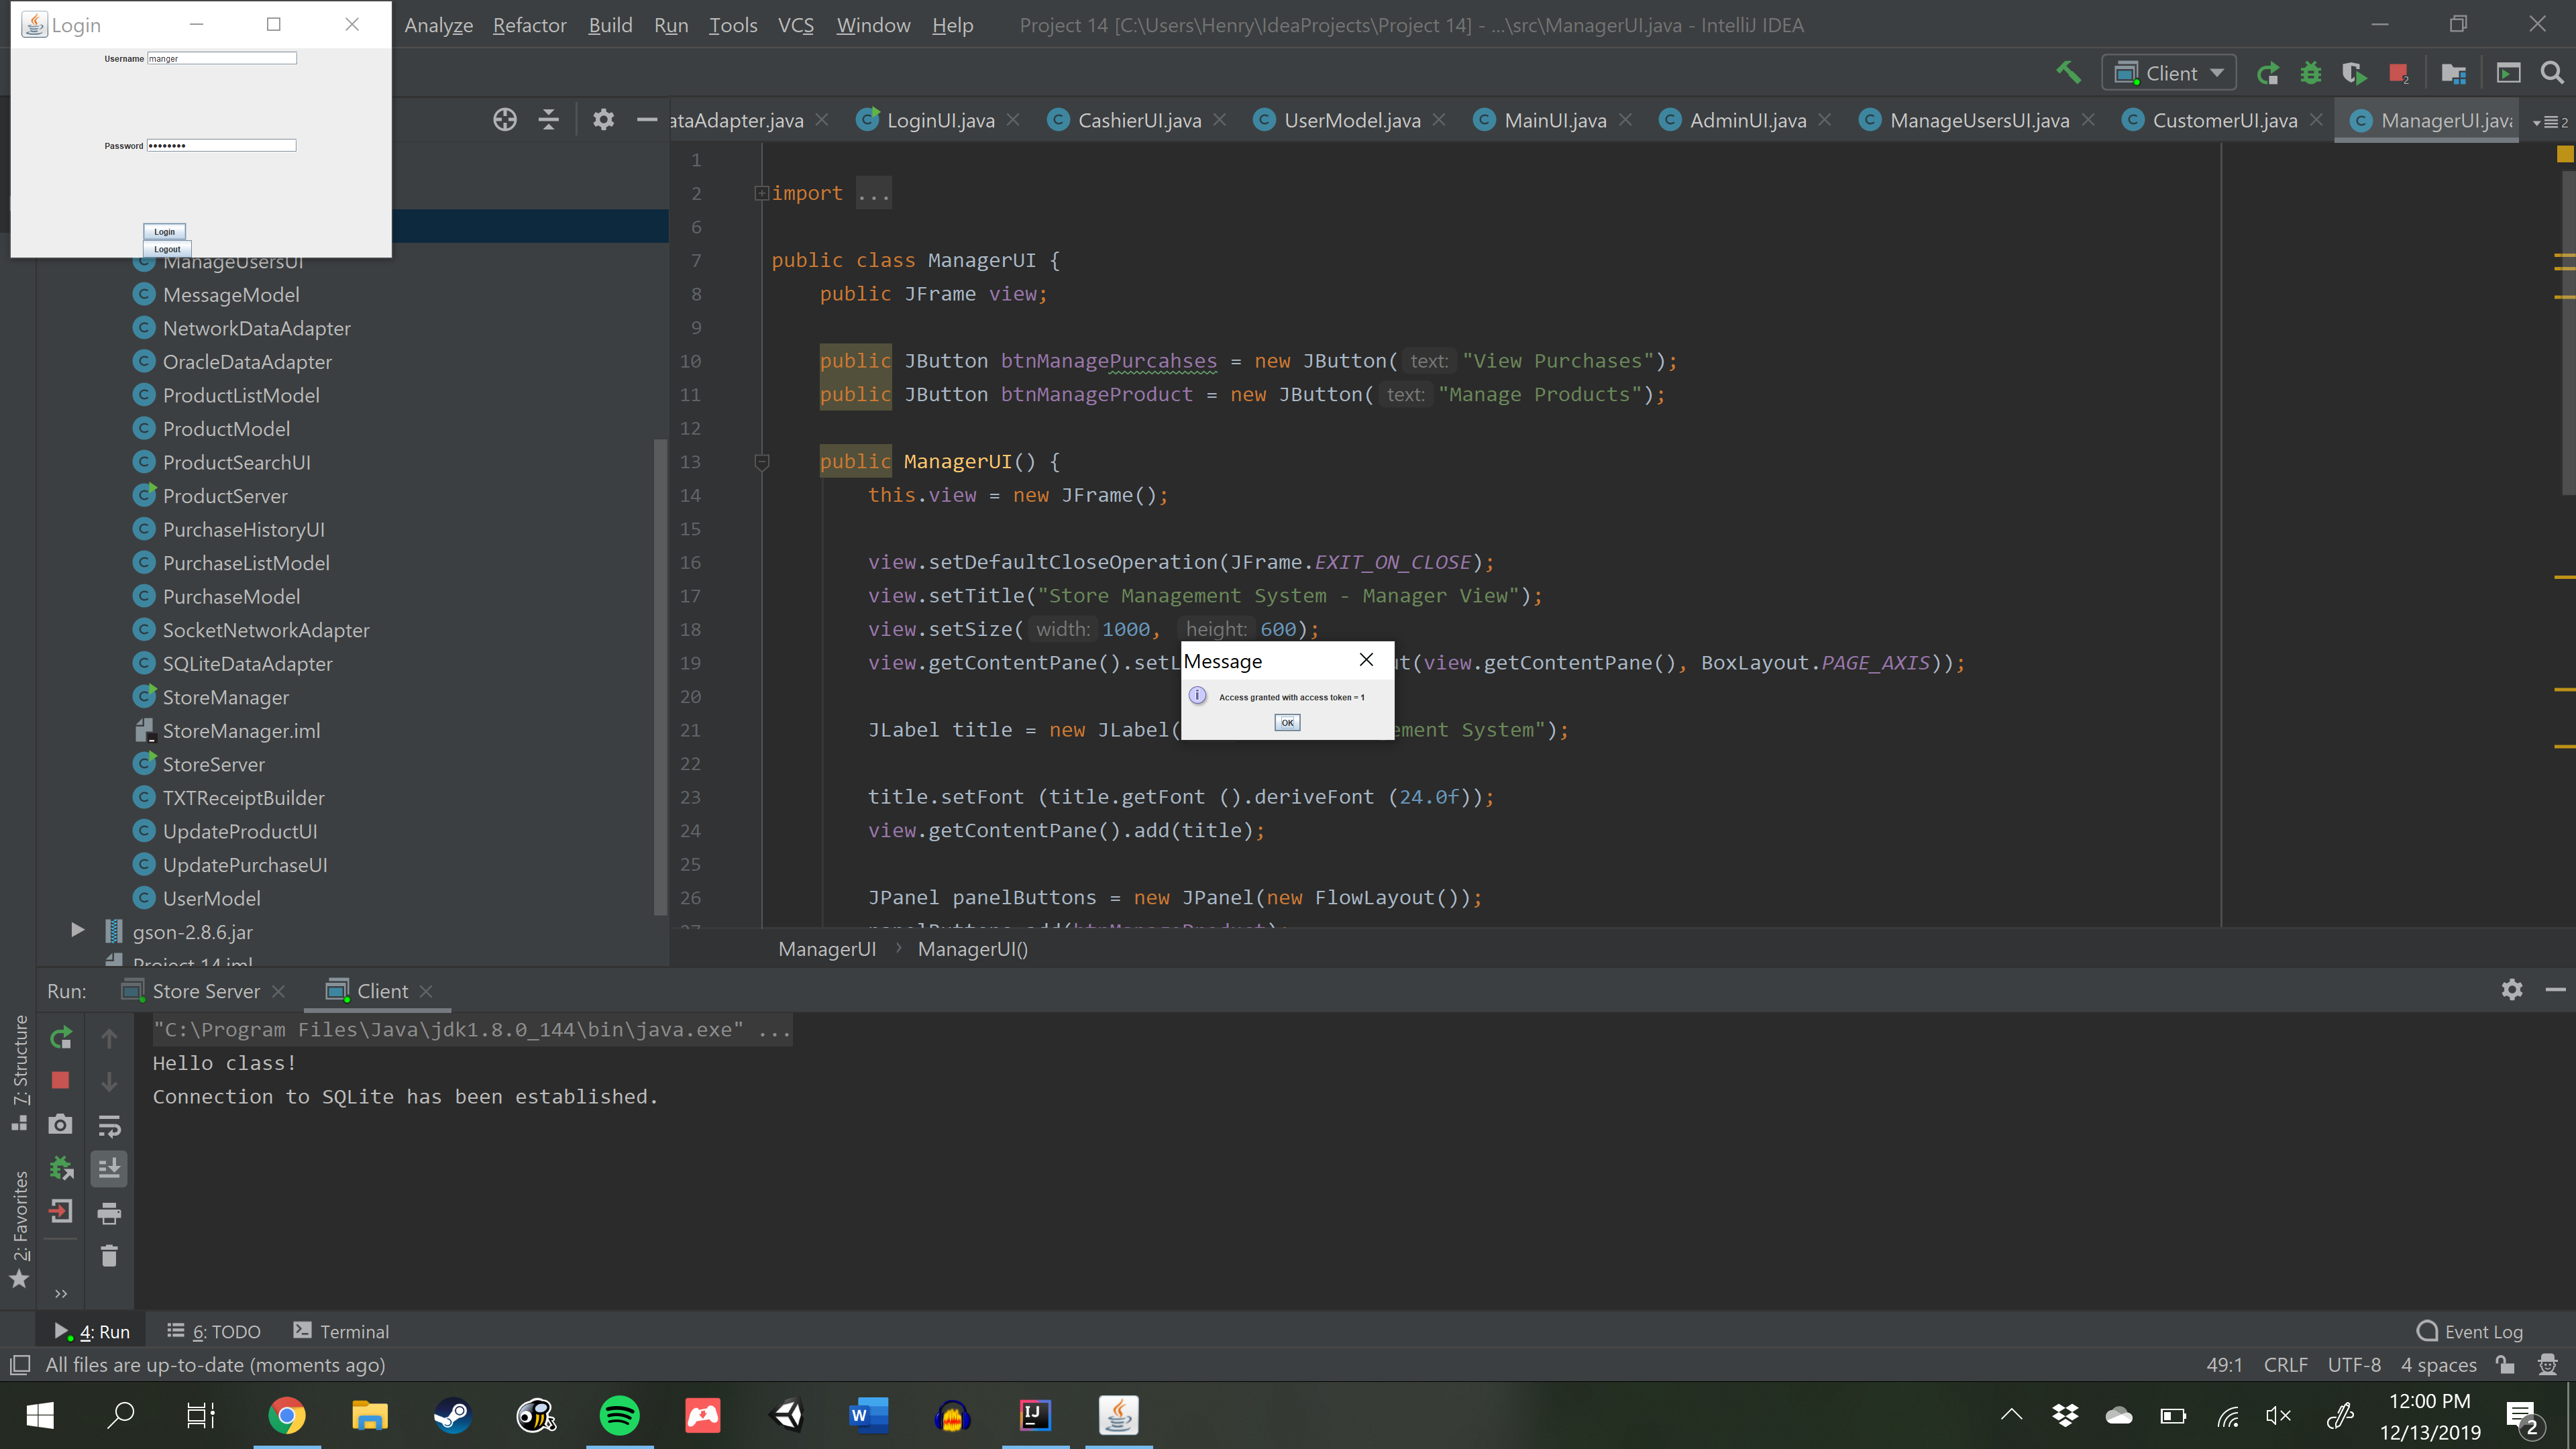 Login
Username manger
Password ••••••••
Login
Logout
Analyze Refactor Build Run Tools VCS Window Help Project 14 [C:\Users\Henry\IdeaProjects\Project 14] - ...\src\ManagerUI.java - IntelliJ IDEA
Client 2
ataAdapter.java LoginUI.java CashierUI.java UserModel.java MainUI.java AdminUI.java ManageUsersUI.java CustomerUI.java ManagerUI.java 2
ManageUsersUI
MessageModel
NetworkDataAdapter
OracleDataAdapter
ProductListModel
ProductModel
ProductSearchUI
ProductServer
PurchaseHistoryUI
PurchaseListModel
PurchaseModel
SocketNetworkAdapter
SQLiteDataAdapter
StoreManager
StoreManager.iml
StoreServer
TXTReceiptBuilder
UpdateProductUI
UpdatePurchaseUI
UserModel
gson-2.8.6.jar
Project 14.iml
1
2 import ...
6
7 public class ManagerUI {
8 public JFrame view;
9
10 public JButton btnManagePurcahses = new JButton( text: "View Purchases");
11 public JButton btnManageProduct = new JButton( text: "Manage Products");
12
13 public ManagerUI() {
14 this.view = new JFrame();
15
16 view.setDefaultCloseOperation(JFrame.EXIT_ON_CLOSE);
17 view.setTitle("Store Management System - Manager View");
18 view.setSize( width: 1000, height: 600);
19 view.getContentPane().setL t(view.getContentPane(), BoxLayout.PAGE_AXIS));
20
21 JLabel title = new JLabel( ement System");
22
23 title.setFont (title.getFont ().deriveFont (24.0f));
24 view.getContentPane().add(title);
25
26 JPanel panelButtons = new JPanel(new FlowLayout());
27 panelButtons.add(btnManageProduct);
Message
Access granted with access token = 1
OK
ManagerUI › ManagerUI()
Run: Store Server Client
"C:\Program Files\Java\jdk1.8.0_144\bin\java.exe" ...
Hello class!
Connection to SQLite has been established.
7: Structure
2: Favorites
4: Run 6: TODO Terminal Event Log
All files are up-to-date (moments ago) 49:1 CRLF UTF-8 4 spaces
12:00 PM
12/13/2019
2